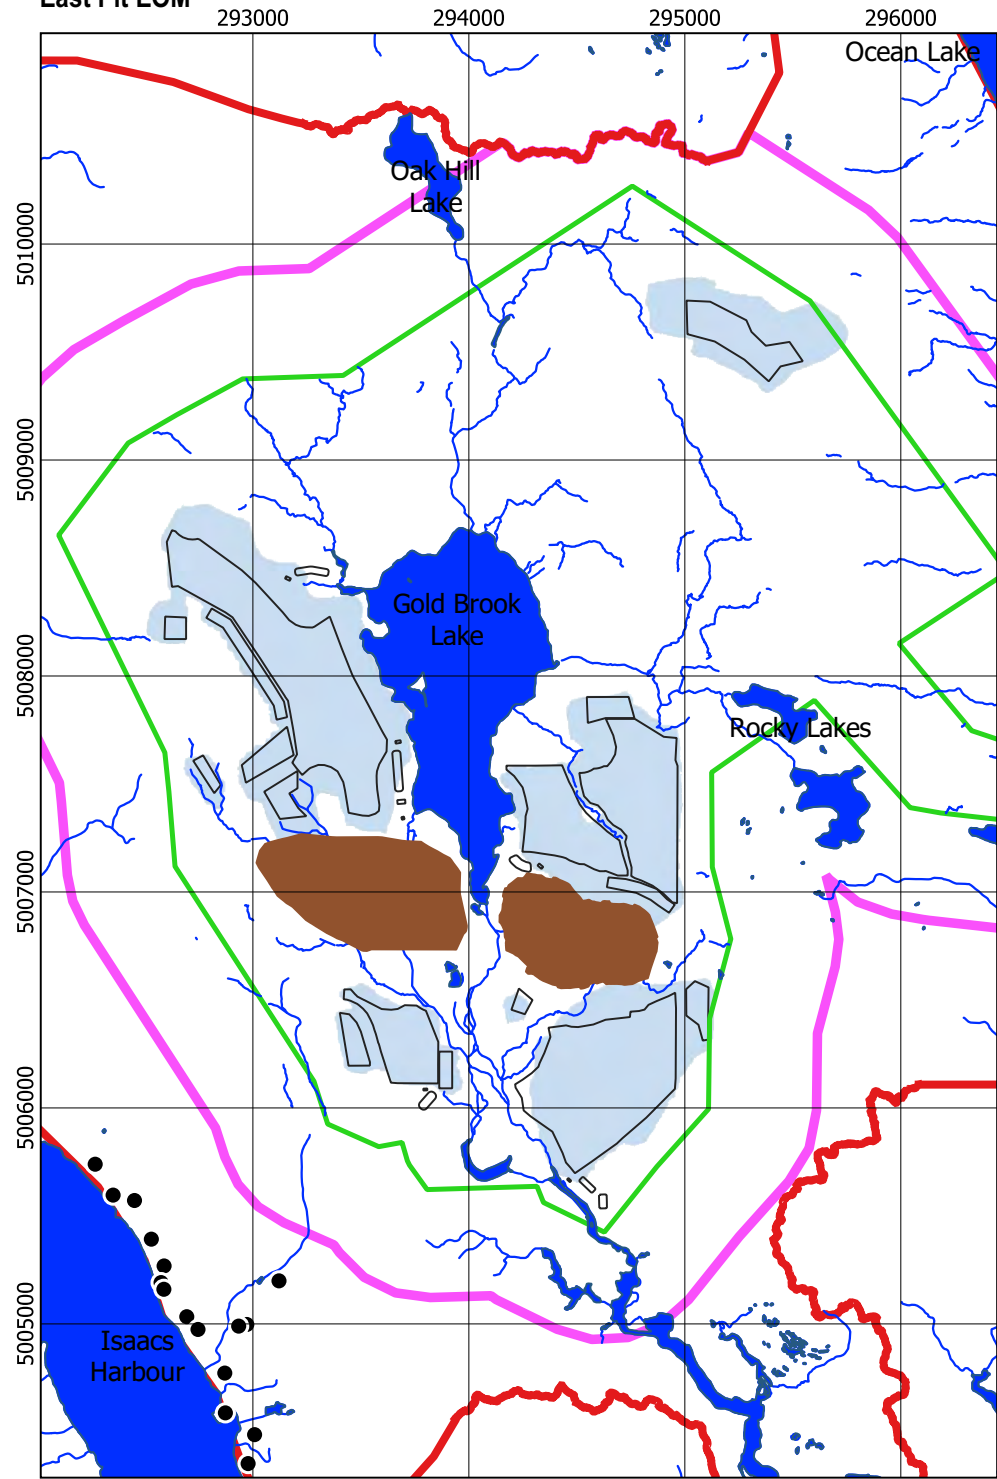 East Pit EOM
293000 294000 295000 296000
Ocean Lake
Oak Hill
Lake
5010000
5009000
Gold Brook
Lake
5008000
Rocky Lakes
5007000
5006000
5005000
Isaacs
Harbour